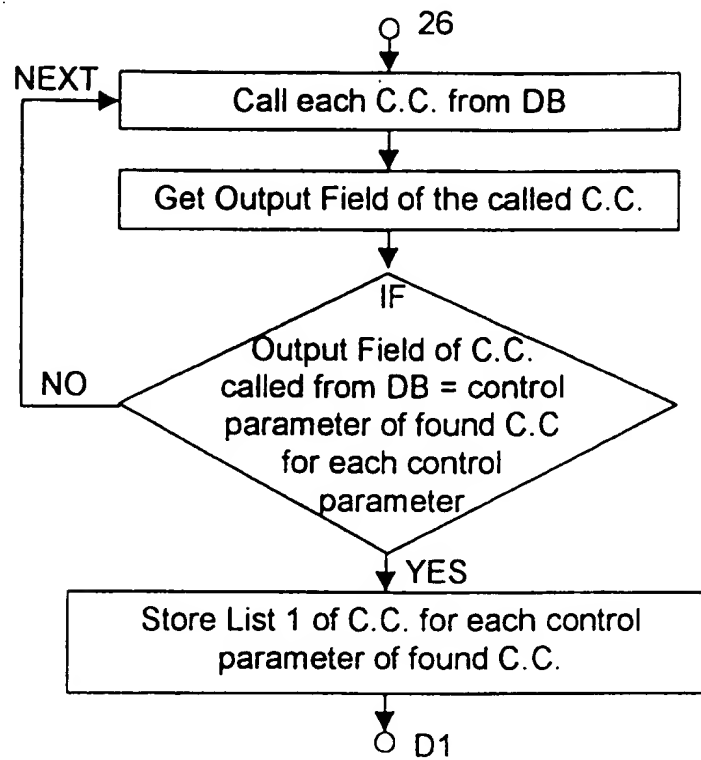 26
NEXT
Call each C.C. from DB
Get Output Field of the called C.C.
IF
Output Field of C.C.
called from DB = control
parameter of found C.C
for each control
parameter
NO
YES
Store List 1 of C.C. for each control
parameter of found C.C.
D1